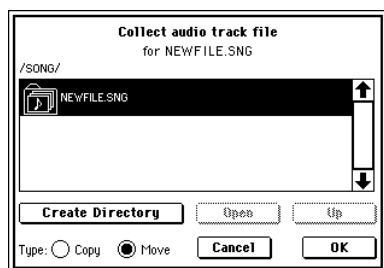 Collect audio track file
for NEWFILE.SNG
/SONG/
NEWFILE.SNG
Create Directory Open Up
Type: Copy Move Cancel OK